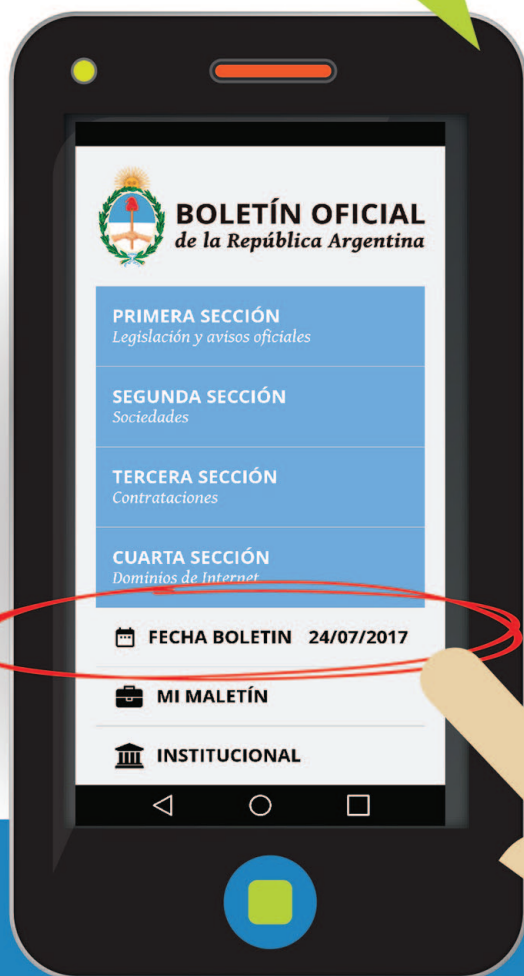 BOLETÍN OFICIAL
de la República Argentina
PRIMERA SECCIÓN
Legislación y avisos oficiales
SEGUNDA SECCIÓN
Sociedades
TERCERA SECCIÓN
Contrataciones
CUARTA SECCIÓN
Dominios de Internet
FECHA BOLETIN 24/07/2017
MI MALETÍN
INSTITUCIONAL